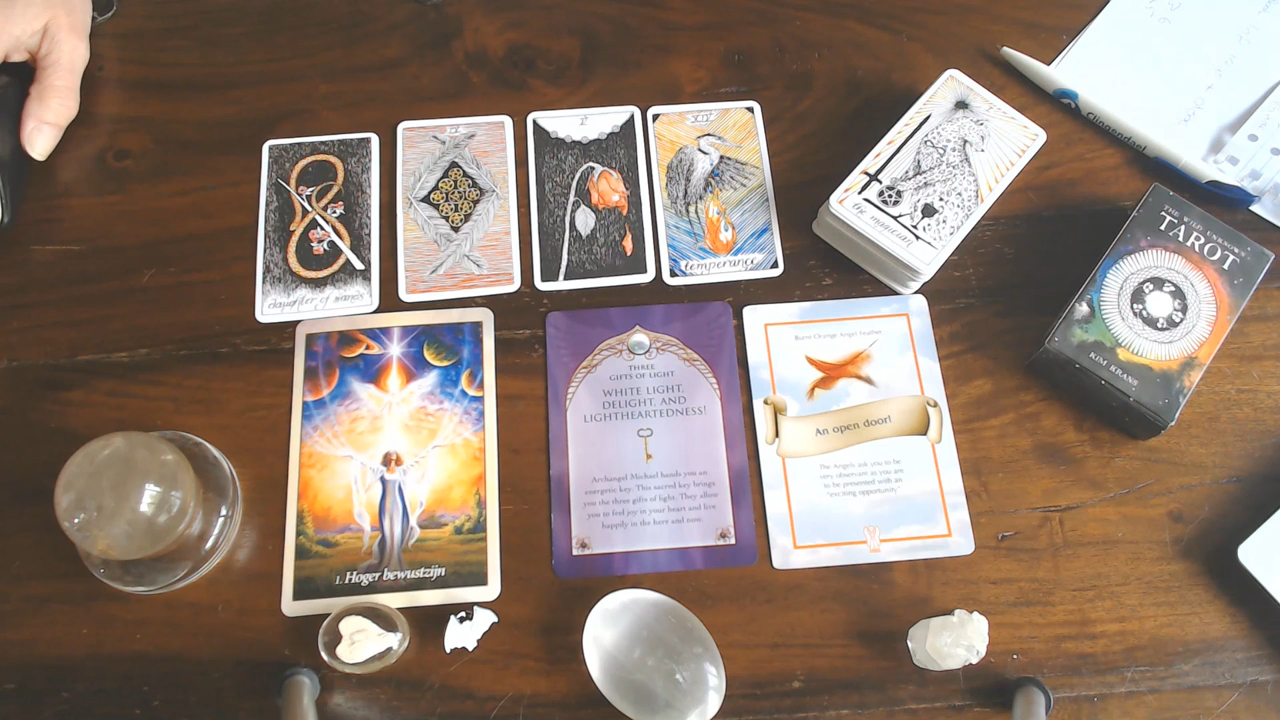 daughter of wands
XIV
temperance
I
the magician
Clingendael
THE WILD UNKNOWN
TAROT
KIM KRANS
1. Hoger bewustzijn
THREE
GIFTS OF LIGHT
WHITE LIGHT,
DELIGHT, AND
LIGHTHEARTEDNESS!
Archangel Michael hands you an
energetic key. This sacred key brings
you the three gifts of light. They allow
you to feel joy in your heart and live
happily in the here and now.
Burnt Orange Angel Feather
An open door!
The Angels ask you to be
very observant as you are
to be presented with an
"exciting opportunity"